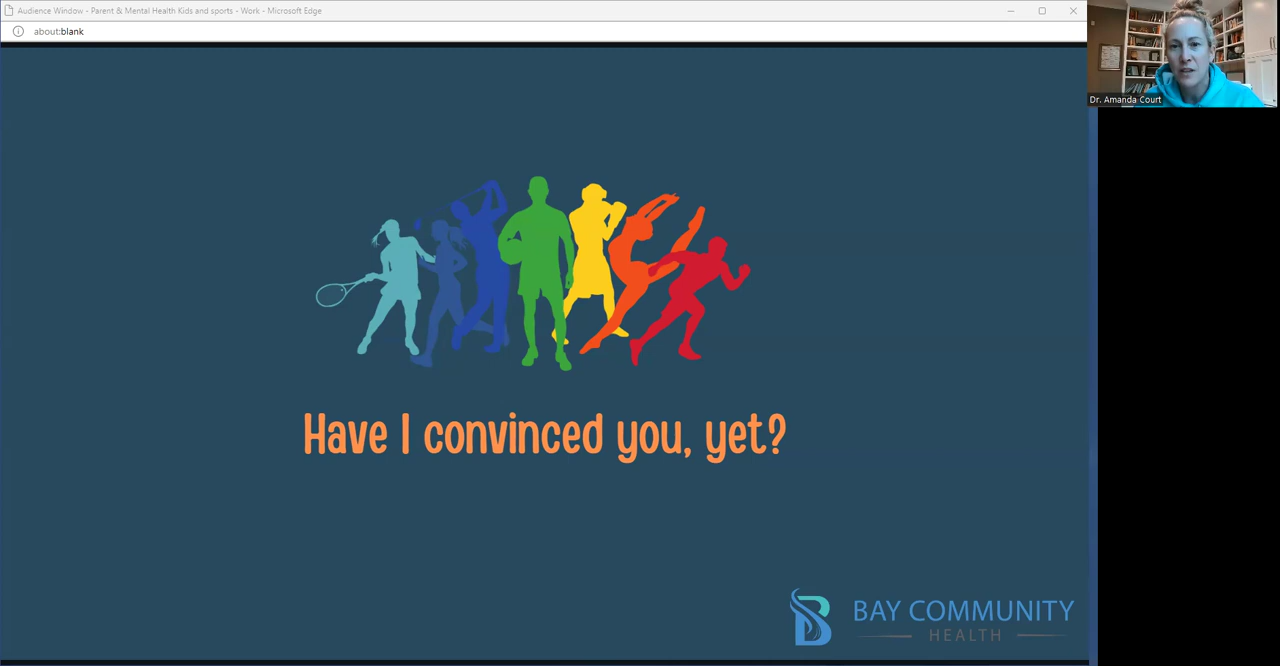 Audience Window - Parent & Mental Health Kids and sports - Work - Microsoft Edge
about:blank
Dr. Amanda Court
Have I convinced you, yet?
BAY COMMUNITY
HEALTH